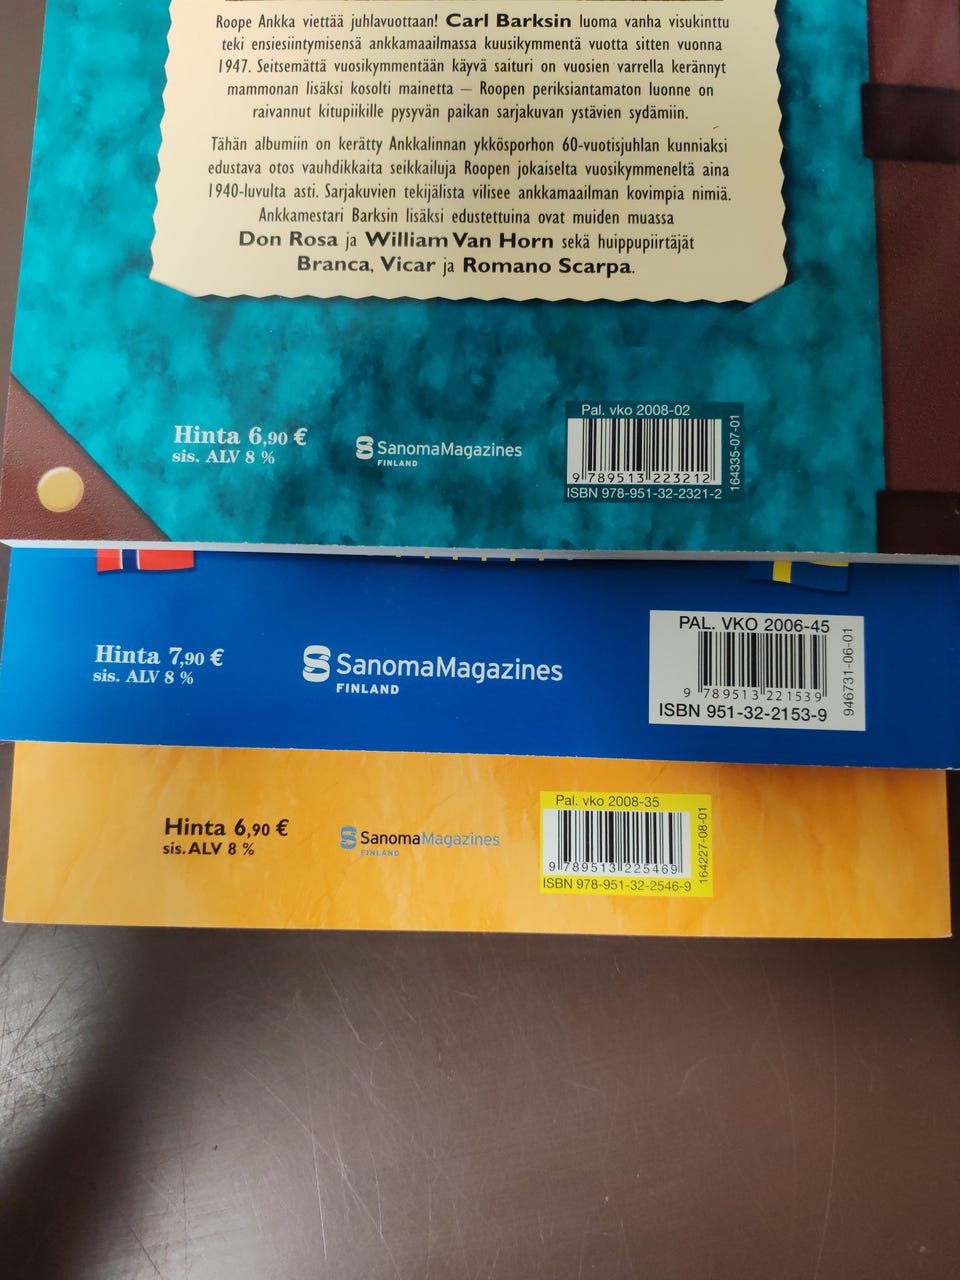 Roope Ankka viettää juhlavuottaan! Carl Barksin luoma vanha visukinttu
teki ensiesiintymisensä ankkamaailmassa kuusikymmentä vuotta sitten vuonna
1947. Seitsemättä vuosikymmentään käyvä saituri on vuosien varrella kerännyt
mammonan lisäksi kosolti mainetta – Roopen periksiantamaton luonne on
raivannut kitupiikille pysyvän paikan sarjakuvan ystävien sydämiin.
Tähän albumiin on kerätty Ankkalinnan ykkösporhon 60-vuotisjuhlan kunniaksi
edustava otos vauhdikkaita seikkailuja Roopen jokaiselta vuosikymmeneltä aina
1940-luvulta asti. Sarjakuvien tekijälista vilisee ankkamaailman kovimpia nimiä.
Ankkamestari Barksin lisäksi edustettuina ovat muiden muassa
Don Rosa ja William Van Horn sekä huippupiirtäjät
Branca, Vicar ja Romano Scarpa.
Hinta 6,90 €
sis. ALV 8 %
SanomaMagazines
FINLAND
Pal. vko 2008-02
9 789513 223212
ISBN 978-951-32-2321-2
164335-07-01
Hinta 7,90 €
sis. ALV 8 %
SanomaMagazines
FINLAND
PAL. VKO 2006-45
9 789513 221539
ISBN 951-32-2153-9
946731-06-01
Hinta 6,90 €
sis. ALV 8 %
SanomaMagazines
FINLAND
Pal. vko 2008-35
9 789513 225469
ISBN 978-951-32-2546-9
164227-08-01